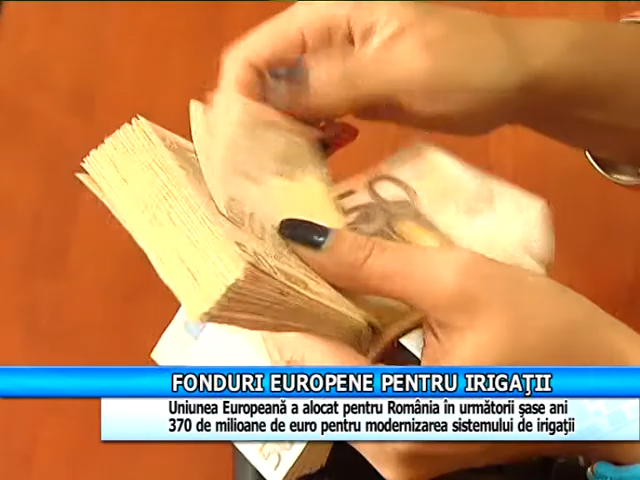 FONDURI EUROPENE PENTRU IRIGAŢII
Uniunea Europeană a alocat pentru România în următorii şase ani
370 de milioane de euro pentru modernizarea sistemului de irigaţii
50